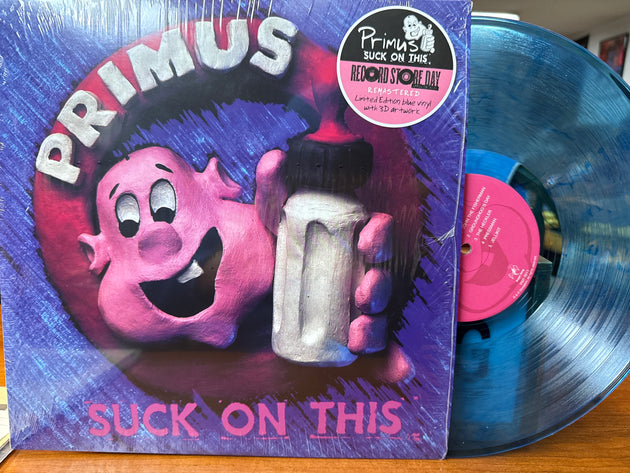 PRIMUS
Primus
SUCK ON THIS.
RECORD STORE DAY
REMASTERED
Limited Edition blue vinyl
with 3D artwork
SUCK ON THIS.